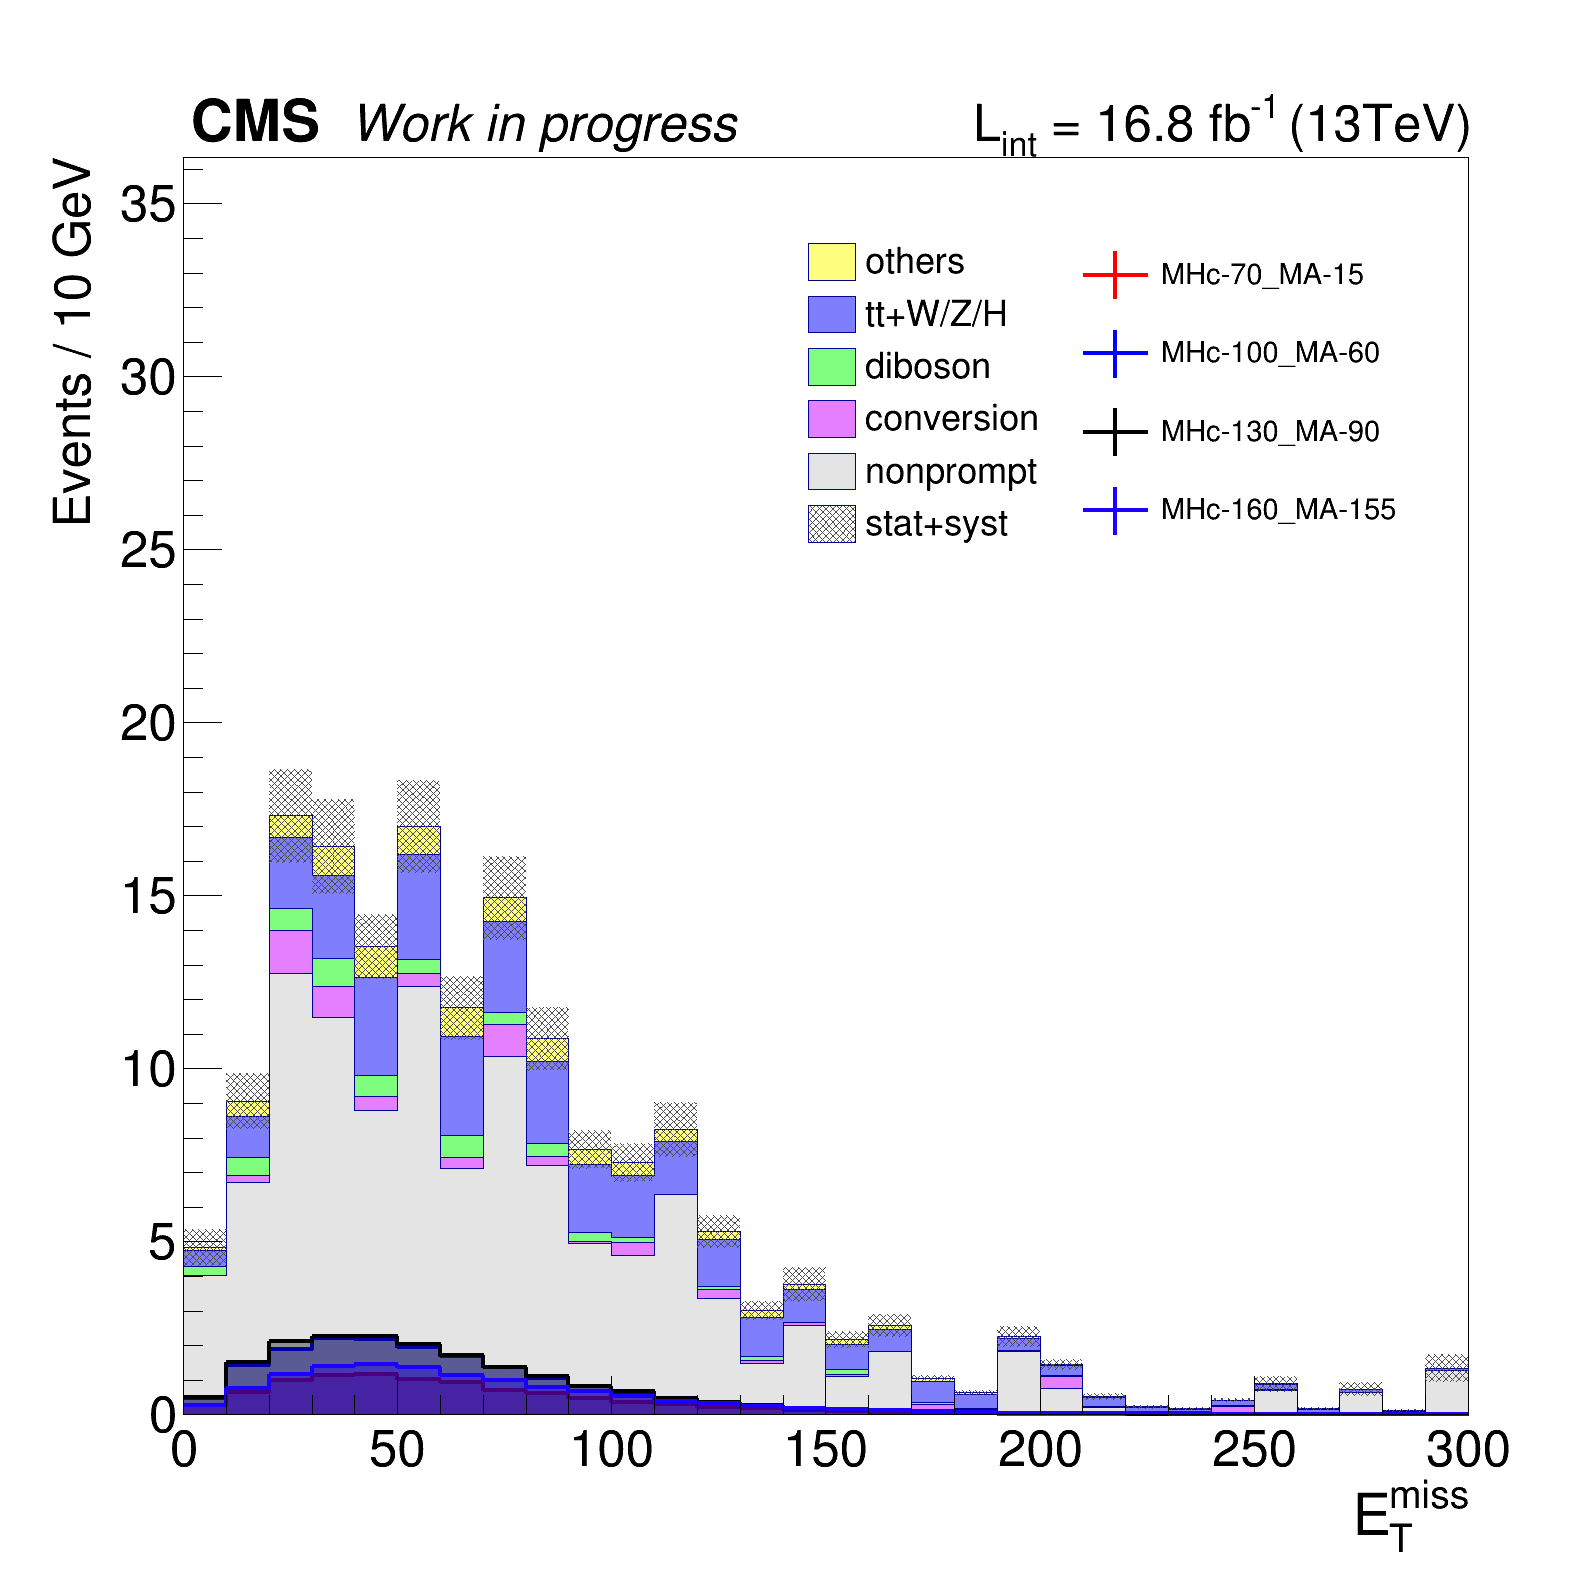 CMS Work in progress
L_int = 16.8 fb^-1 (13TeV)
Events / 10 GeV
35
30
25
20
15
10
5
0
others
tt+W/Z/H
diboson
conversion
nonprompt
stat+syst
MHc-70_MA-15
MHc-100_MA-60
MHc-130_MA-90
MHc-160_MA-155
0 50 100 150 200 250 300
E_T^miss